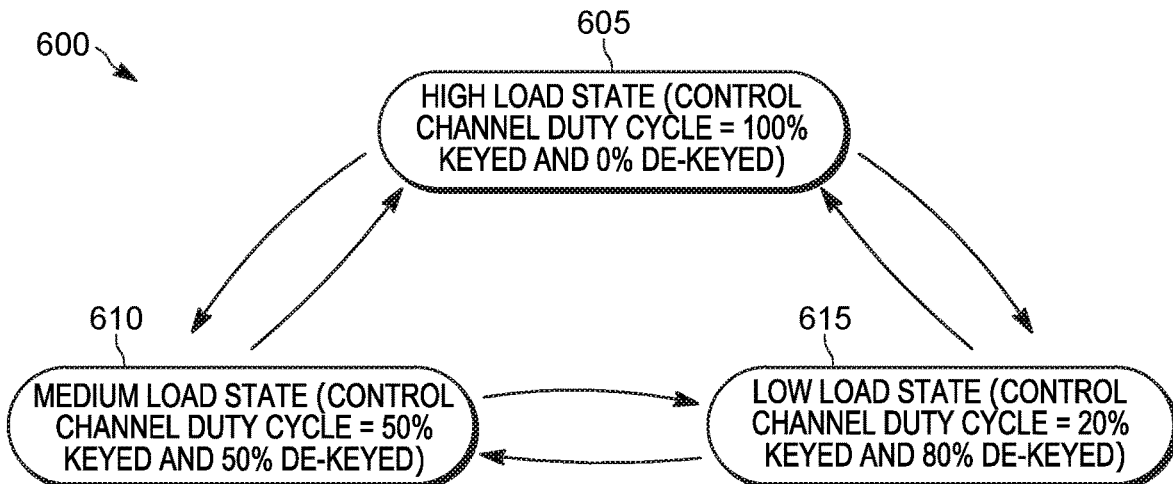 600
605
HIGH LOAD STATE (CONTROL
CHANNEL DUTY CYCLE = 100%
KEYED AND 0% DE-KEYED)
610
MEDIUM LOAD STATE (CONTROL
CHANNEL DUTY CYCLE = 50%
KEYED AND 50% DE-KEYED)
615
LOW LOAD STATE (CONTROL
CHANNEL DUTY CYCLE = 20%
KEYED AND 80% DE-KEYED)